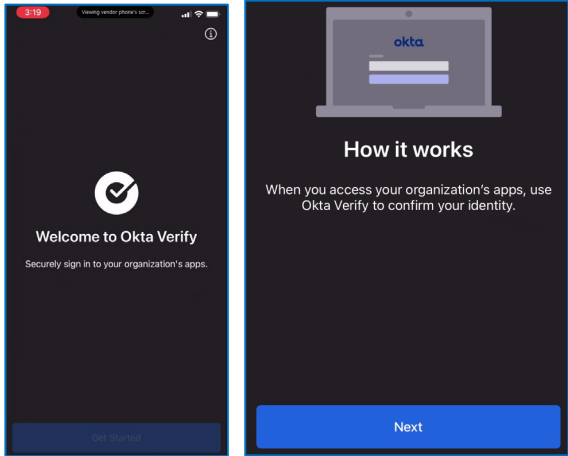 3:19
Viewing vendor phone's scr...
Welcome to Okta Verify
Securely sign in to your organization's apps.
Get Started
okta
How it works
When you access your organization's apps, use
Okta Verify to confirm your identity.
Next